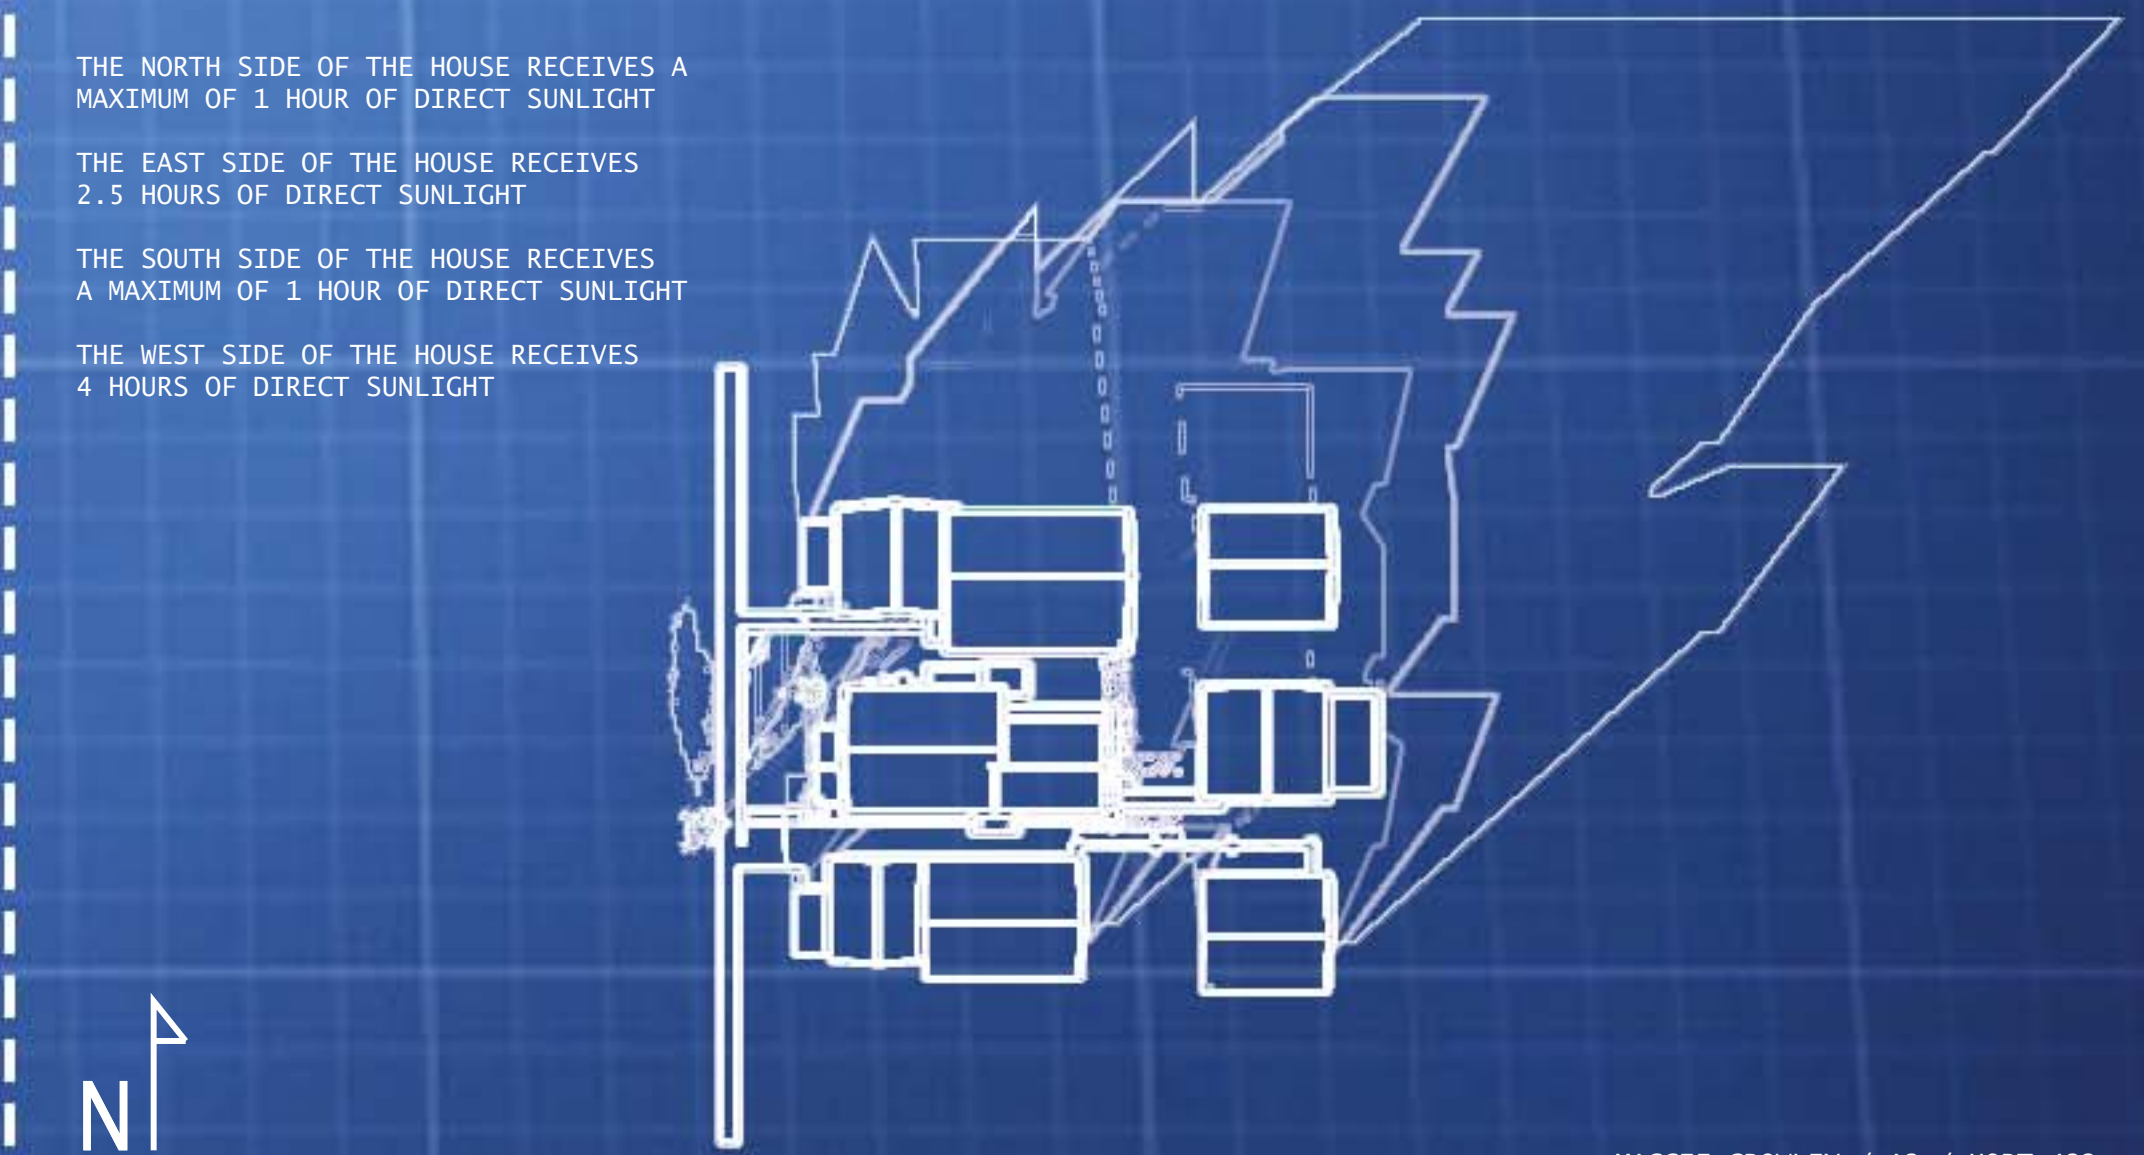 THE NORTH SIDE OF THE HOUSE RECEIVES A
MAXIMUM OF 1 HOUR OF DIRECT SUNLIGHT
THE EAST SIDE OF THE HOUSE RECEIVES
2.5 HOURS OF DIRECT SUNLIGHT
THE SOUTH SIDE OF THE HOUSE RECEIVES
A MAXIMUM OF 1 HOUR OF DIRECT SUNLIGHT
THE WEST SIDE OF THE HOUSE RECEIVES
4 HOURS OF DIRECT SUNLIGHT
N